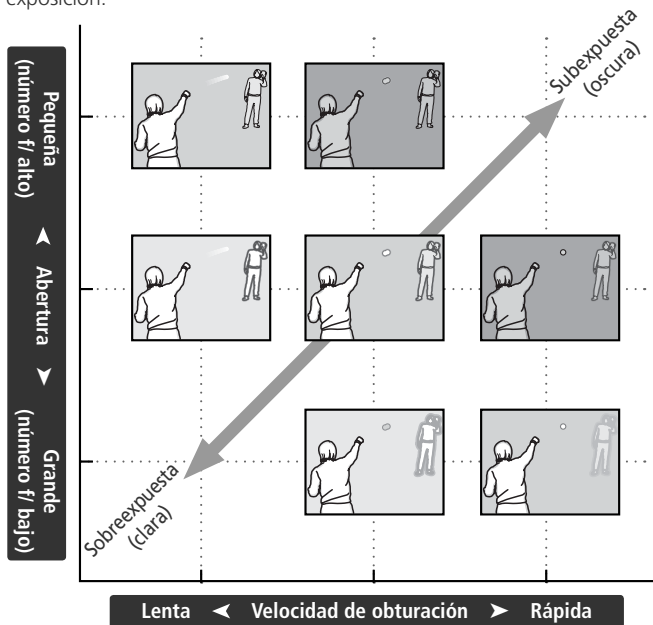 exposición.
Subexpuesta
(oscura)
Pequeña
(número f/ alto)
Abertura
Grande
(número f/ bajo)
Sobreexpuesta
(clara)
Lenta ⮜ Velocidad de obturación ⮞ Rápida